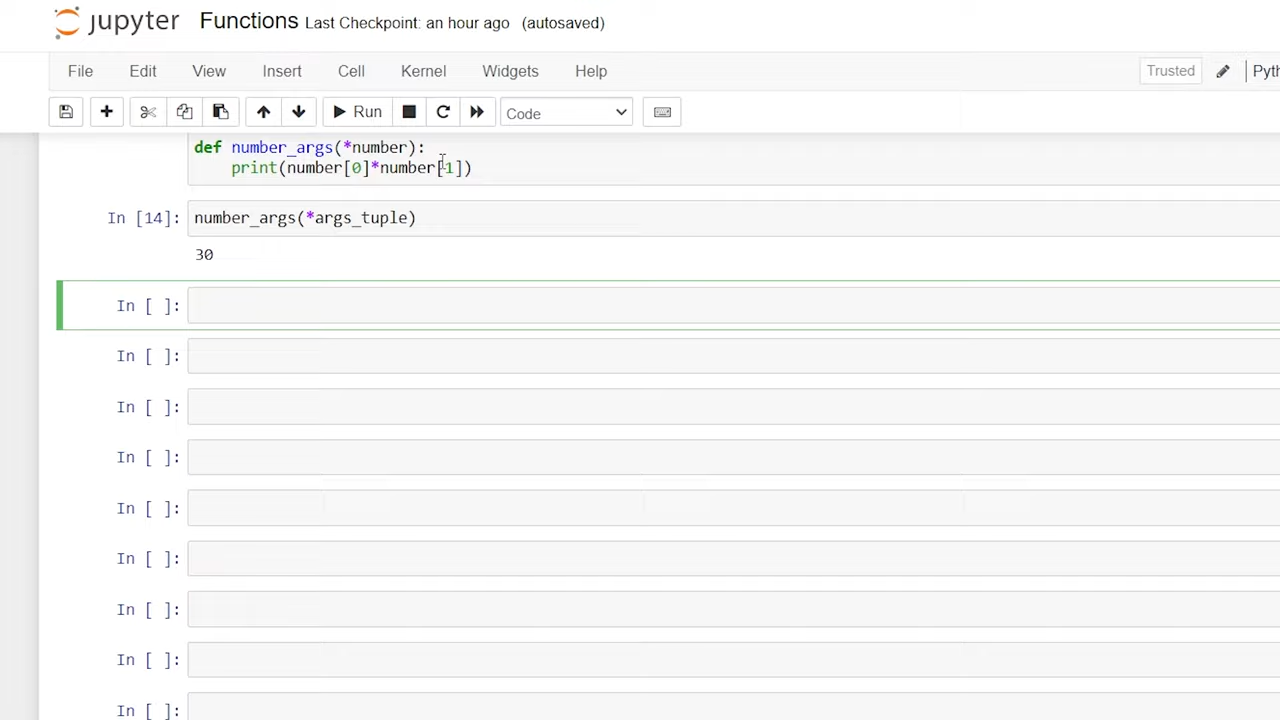 jupyter Functions Last Checkpoint: an hour ago (autosaved)
File Edit View Insert Cell Kernel Widgets Help Trusted Pyth
Run Code
def number_args(*number):
print(number[0]*number[1])
In [14]: number_args(*args_tuple)
30
In [ ]:
In [ ]:
In [ ]:
In [ ]:
In [ ]:
In [ ]:
In [ ]:
In [ ]:
In [ ]: